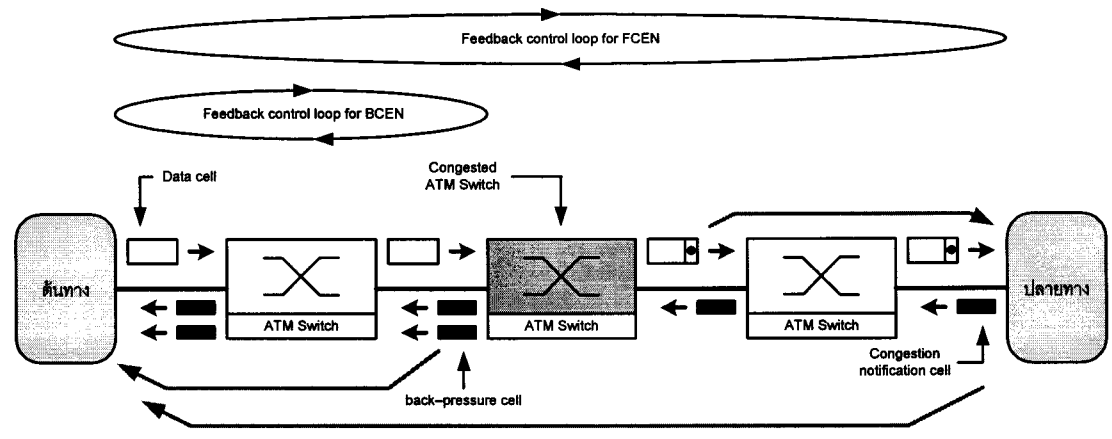 Feedback control loop for FCEN
Feedback control loop for BCEN
Data cell
Congested
ATM Switch
ต้นทาง
ปลายทาง
ATM Switch
ATM Switch
ATM Switch
back-pressure cell
Congestion
notification cell